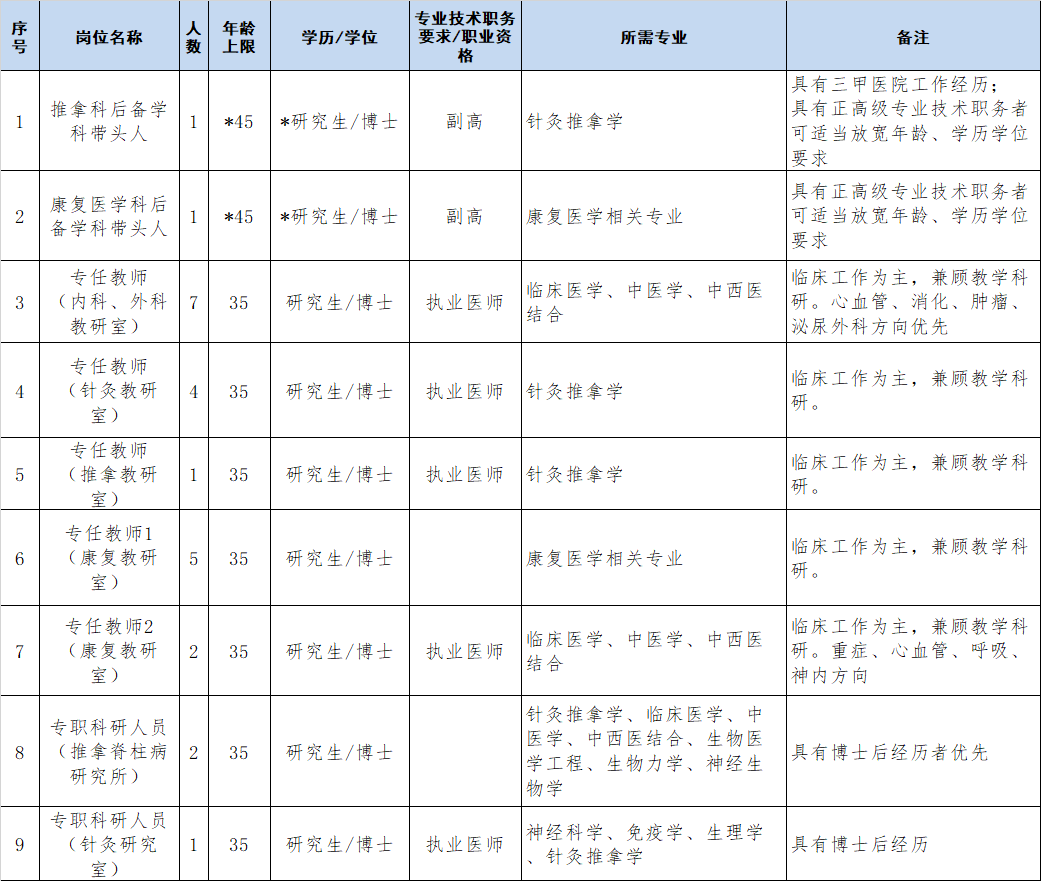 序号
岗位名称
人数
年龄上限
学历/学位
专业技术职务
要求/职业资
格
所需专业
备注
1
推拿科后备学
科带头人
1
*45
*研究生/博士
副高
针灸推拿学
具有三甲医院工作经历；
具有正高级专业技术职务者
可适当放宽年龄、学历学位
要求
2
康复医学科后
备学科带头人
1
*45
*研究生/博士
副高
康复医学相关专业
具有正高级专业技术职务者
可适当放宽年龄、学历学位
要求
3
专任教师
（内科、外科
教研室）
7
35
研究生/博士
执业医师
临床医学、中医学、中西医
结合
临床工作为主，兼顾教学科
研。心血管、消化、肿瘤、
泌尿外科方向优先
4
专任教师
（针灸教研
室）
4
35
研究生/博士
执业医师
针灸推拿学
临床工作为主，兼顾教学科
研。
5
专任教师
（推拿教研
室）
1
35
研究生/博士
执业医师
针灸推拿学
临床工作为主，兼顾教学科
研。
6
专任教师1
（康复教研
室）
5
35
研究生/博士
康复医学相关专业
临床工作为主，兼顾教学科
研。
7
专任教师2
（康复教研
室）
2
35
研究生/博士
执业医师
临床医学、中医学、中西医
结合
临床工作为主，兼顾教学科
研。重症、心血管、呼吸、
神内方向
8
专职科研人员
（推拿脊柱病
研究所）
2
35
研究生/博士
针灸推拿学、临床医学、中
医学、中西医结合、生物医
学工程、生物力学、神经生
物学
具有博士后经历者优先
9
专职科研人员
（针灸研究
室）
1
35
研究生/博士
执业医师
神经科学、免疫学、生理学
、针灸推拿学
具有博士后经历